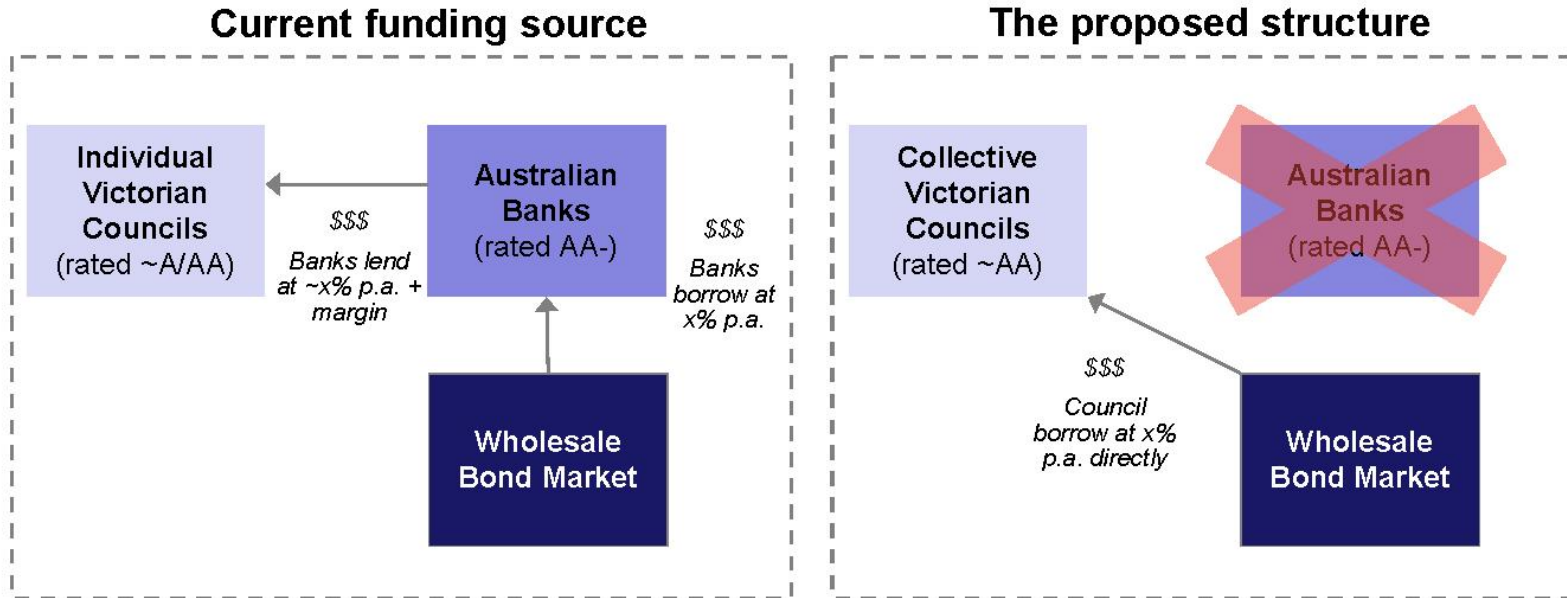 Current funding source
Individual
Victorian
Councils
(rated ~A/AA)
$$$
Banks lend
at ~x% p.a. +
margin
Australian
Banks
(rated AA-)
$$$
Banks
borrow at
x% p.a.
Wholesale
Bond Market
The proposed structure
Collective
Victorian
Councils
(rated ~AA)
Australian
Banks
(rated AA-)
$$$
Council
borrow at x%
p.a. directly
Wholesale
Bond Market